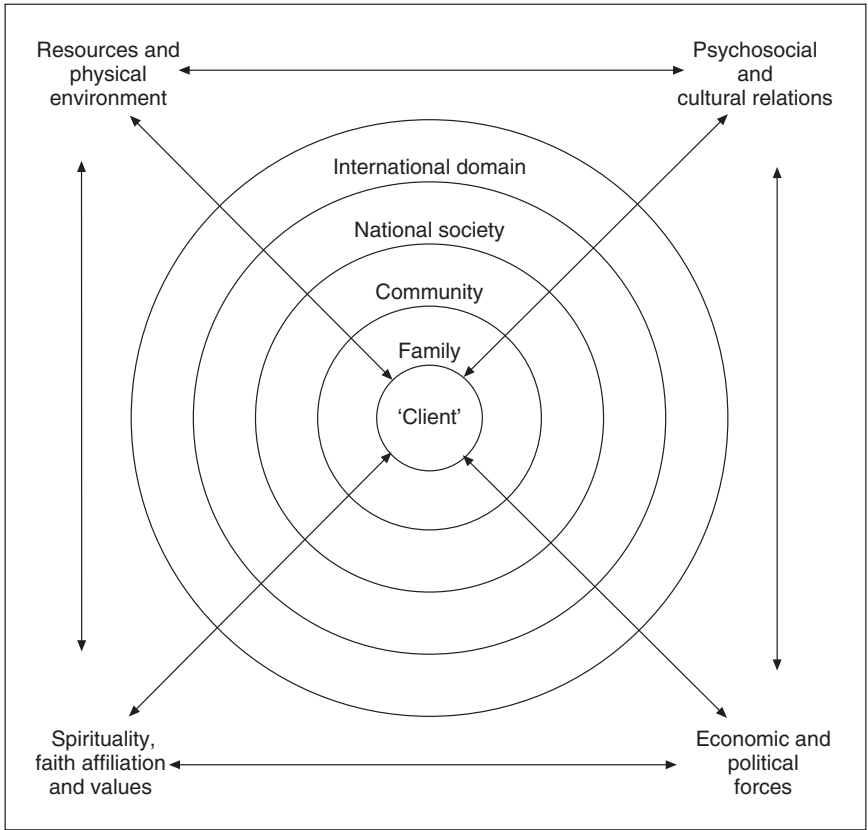 Resources and
physical
environment
Psychosocial
and
cultural relations
International domain
National society
Community
Family
‘Client’
Spirituality,
faith affiliation
and values
Economic and
political
forces